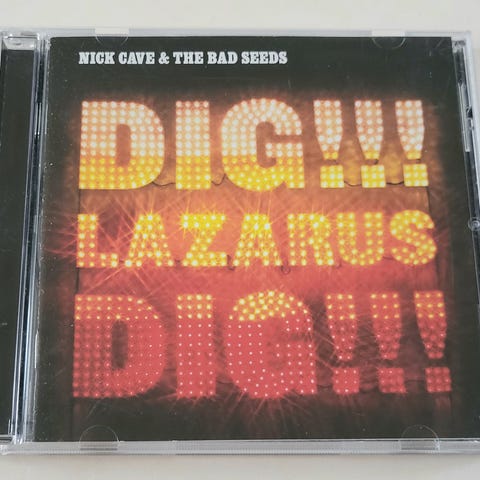 NICK CAVE & THE BAD SEEDS
DIG!!!
LAZARUS
DIG!!!